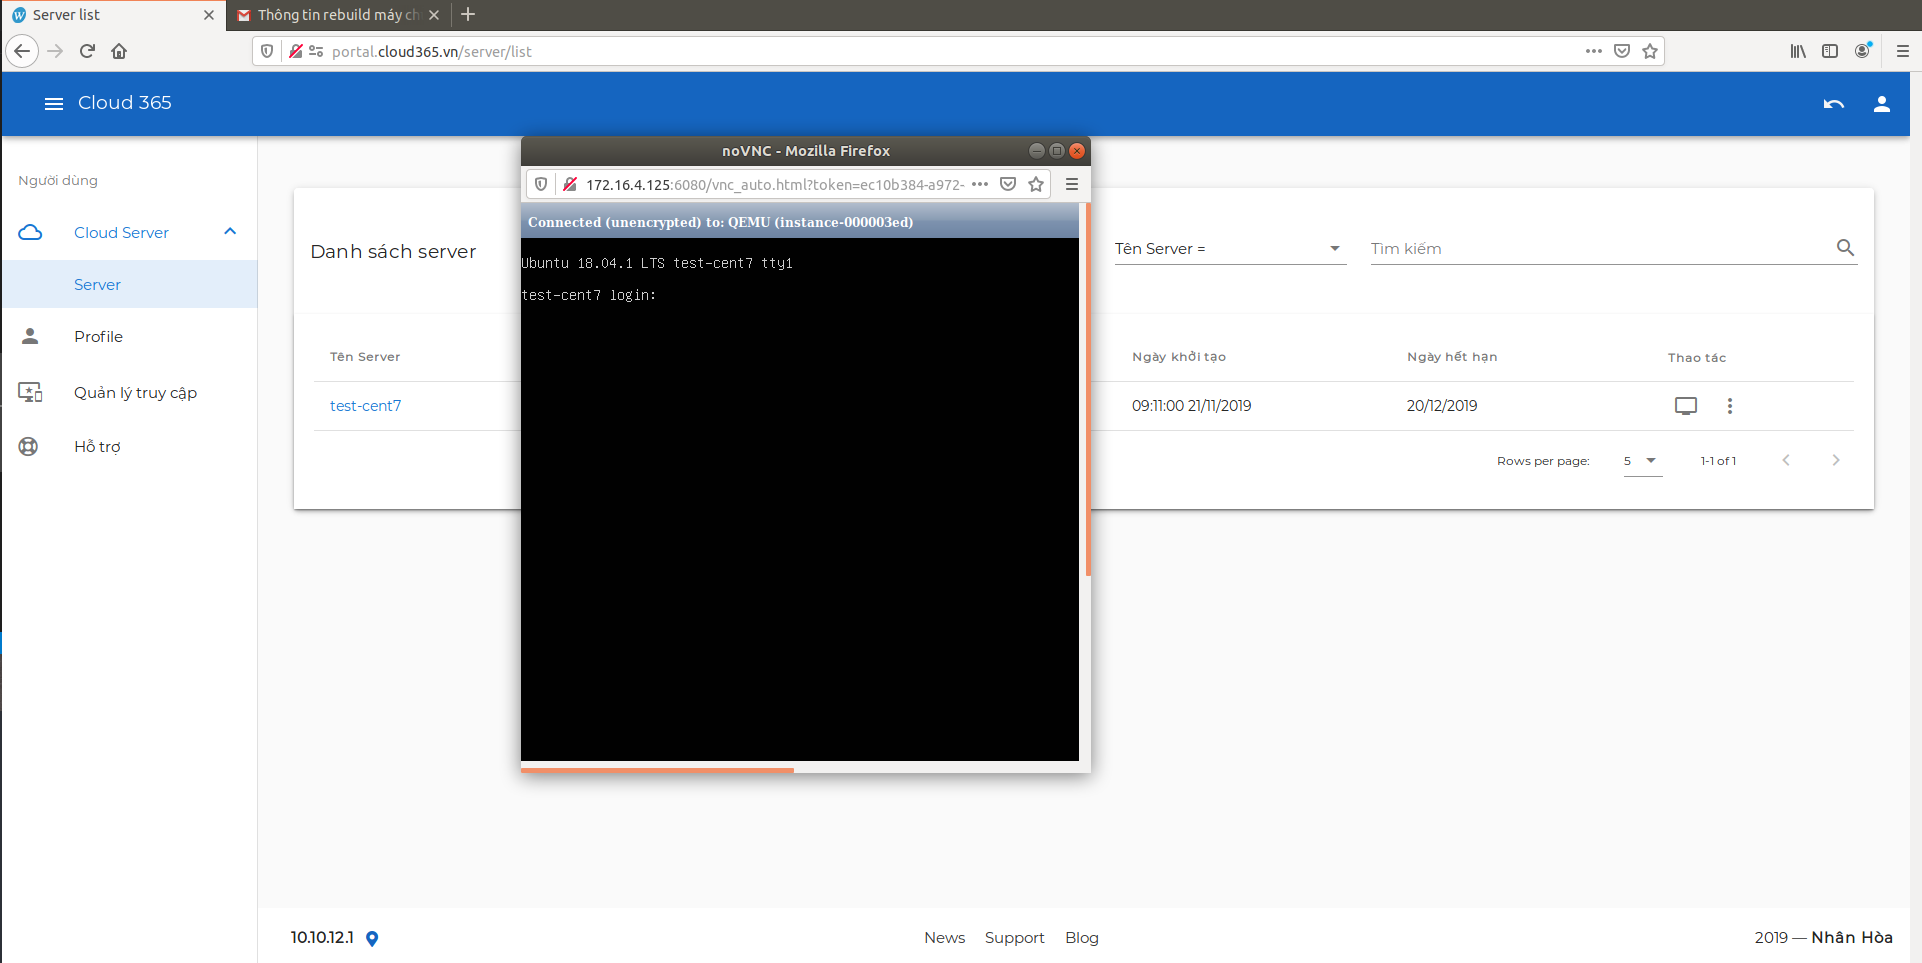 Server list
Thông tin rebuild máy ch
portal.cloud365.vn/server/list
Cloud 365
noVNC - Mozilla Firefox
172.16.4.125:6080/vnc_auto.html?token=ec10b384-a972-
Connected (unencrypted) to: QEMU (instance-000003ed)
Ubuntu 18.04.1 LTS test-cent7 tty1
test-cent7 login:
Người dùng
Cloud Server
Server
Profile
Quản lý truy cập
Hỗ trợ
Danh sách server
Tên Server =
Tìm kiếm
Tên Server
Ngày khởi tạo
Ngày hết hạn
Thao tác
test-cent7
09:11:00 21/11/2019
20/12/2019
Rows per page:
5
1-1 of 1
10.10.12.1
News
Support
Blog
2019 — Nhân Hòa